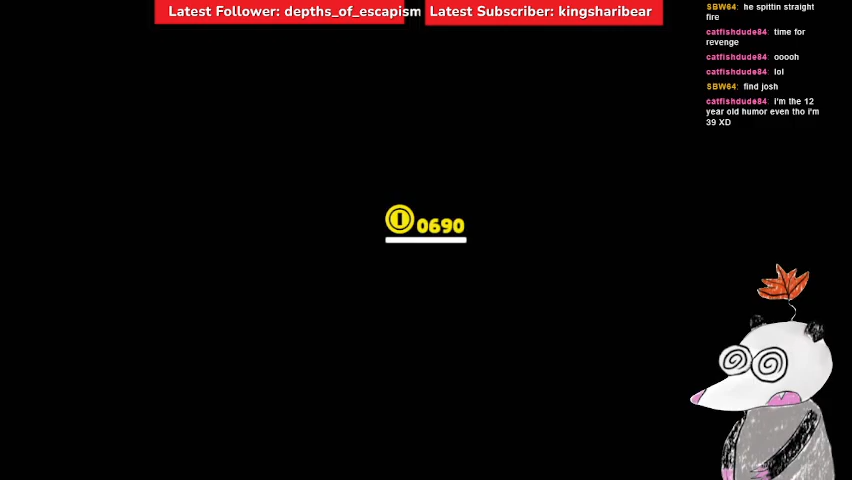 Latest Follower: depths_of_escapism
Latest Subscriber: kingsharibear
SBW64: he spittin straight
fire
catfishdude84: time for
revenge
catfishdude84: ooooh
catfishdude84: lol
SBW64: find josh
catfishdude84: i'm the 12
year old humor even tho i'm
39 XD
0690